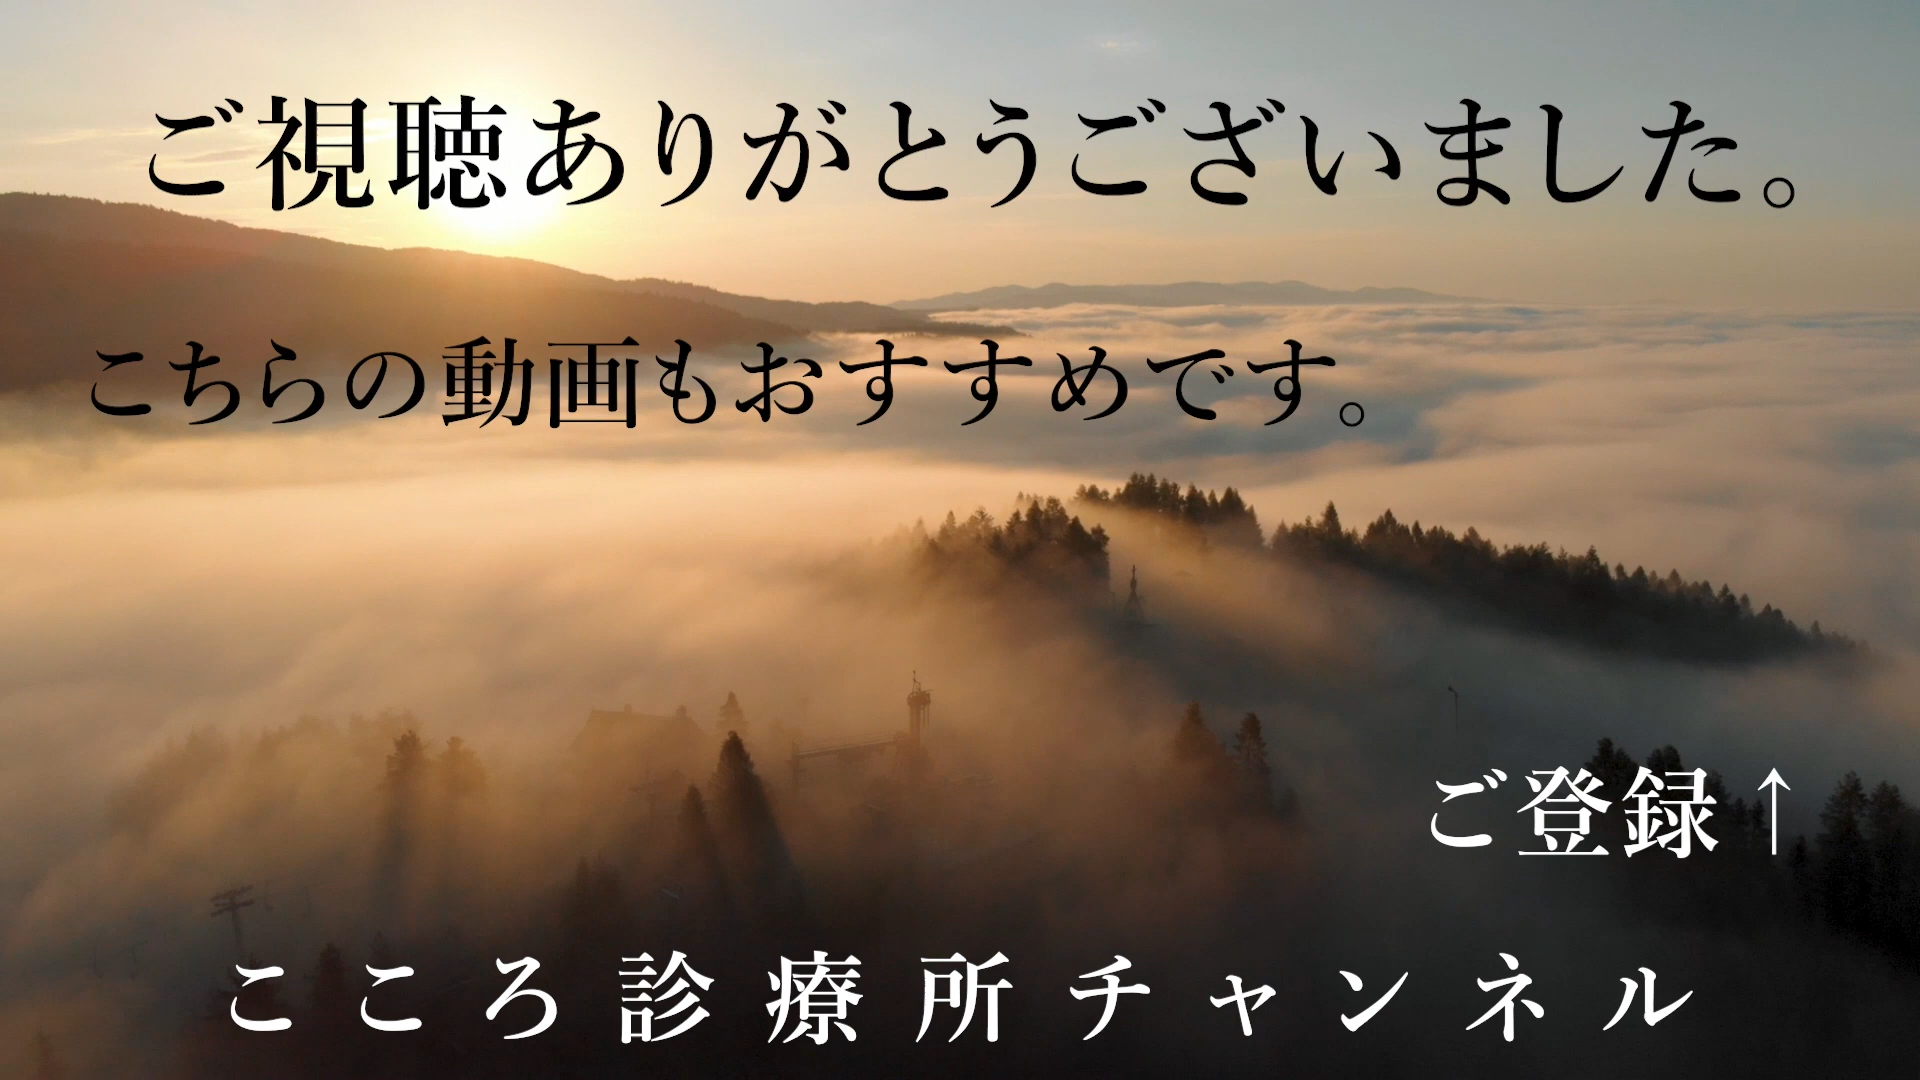 ご視聴ありがとうございました。
こちらの動画もおすすめです。
ご登録↑
こころ診療所チャンネル